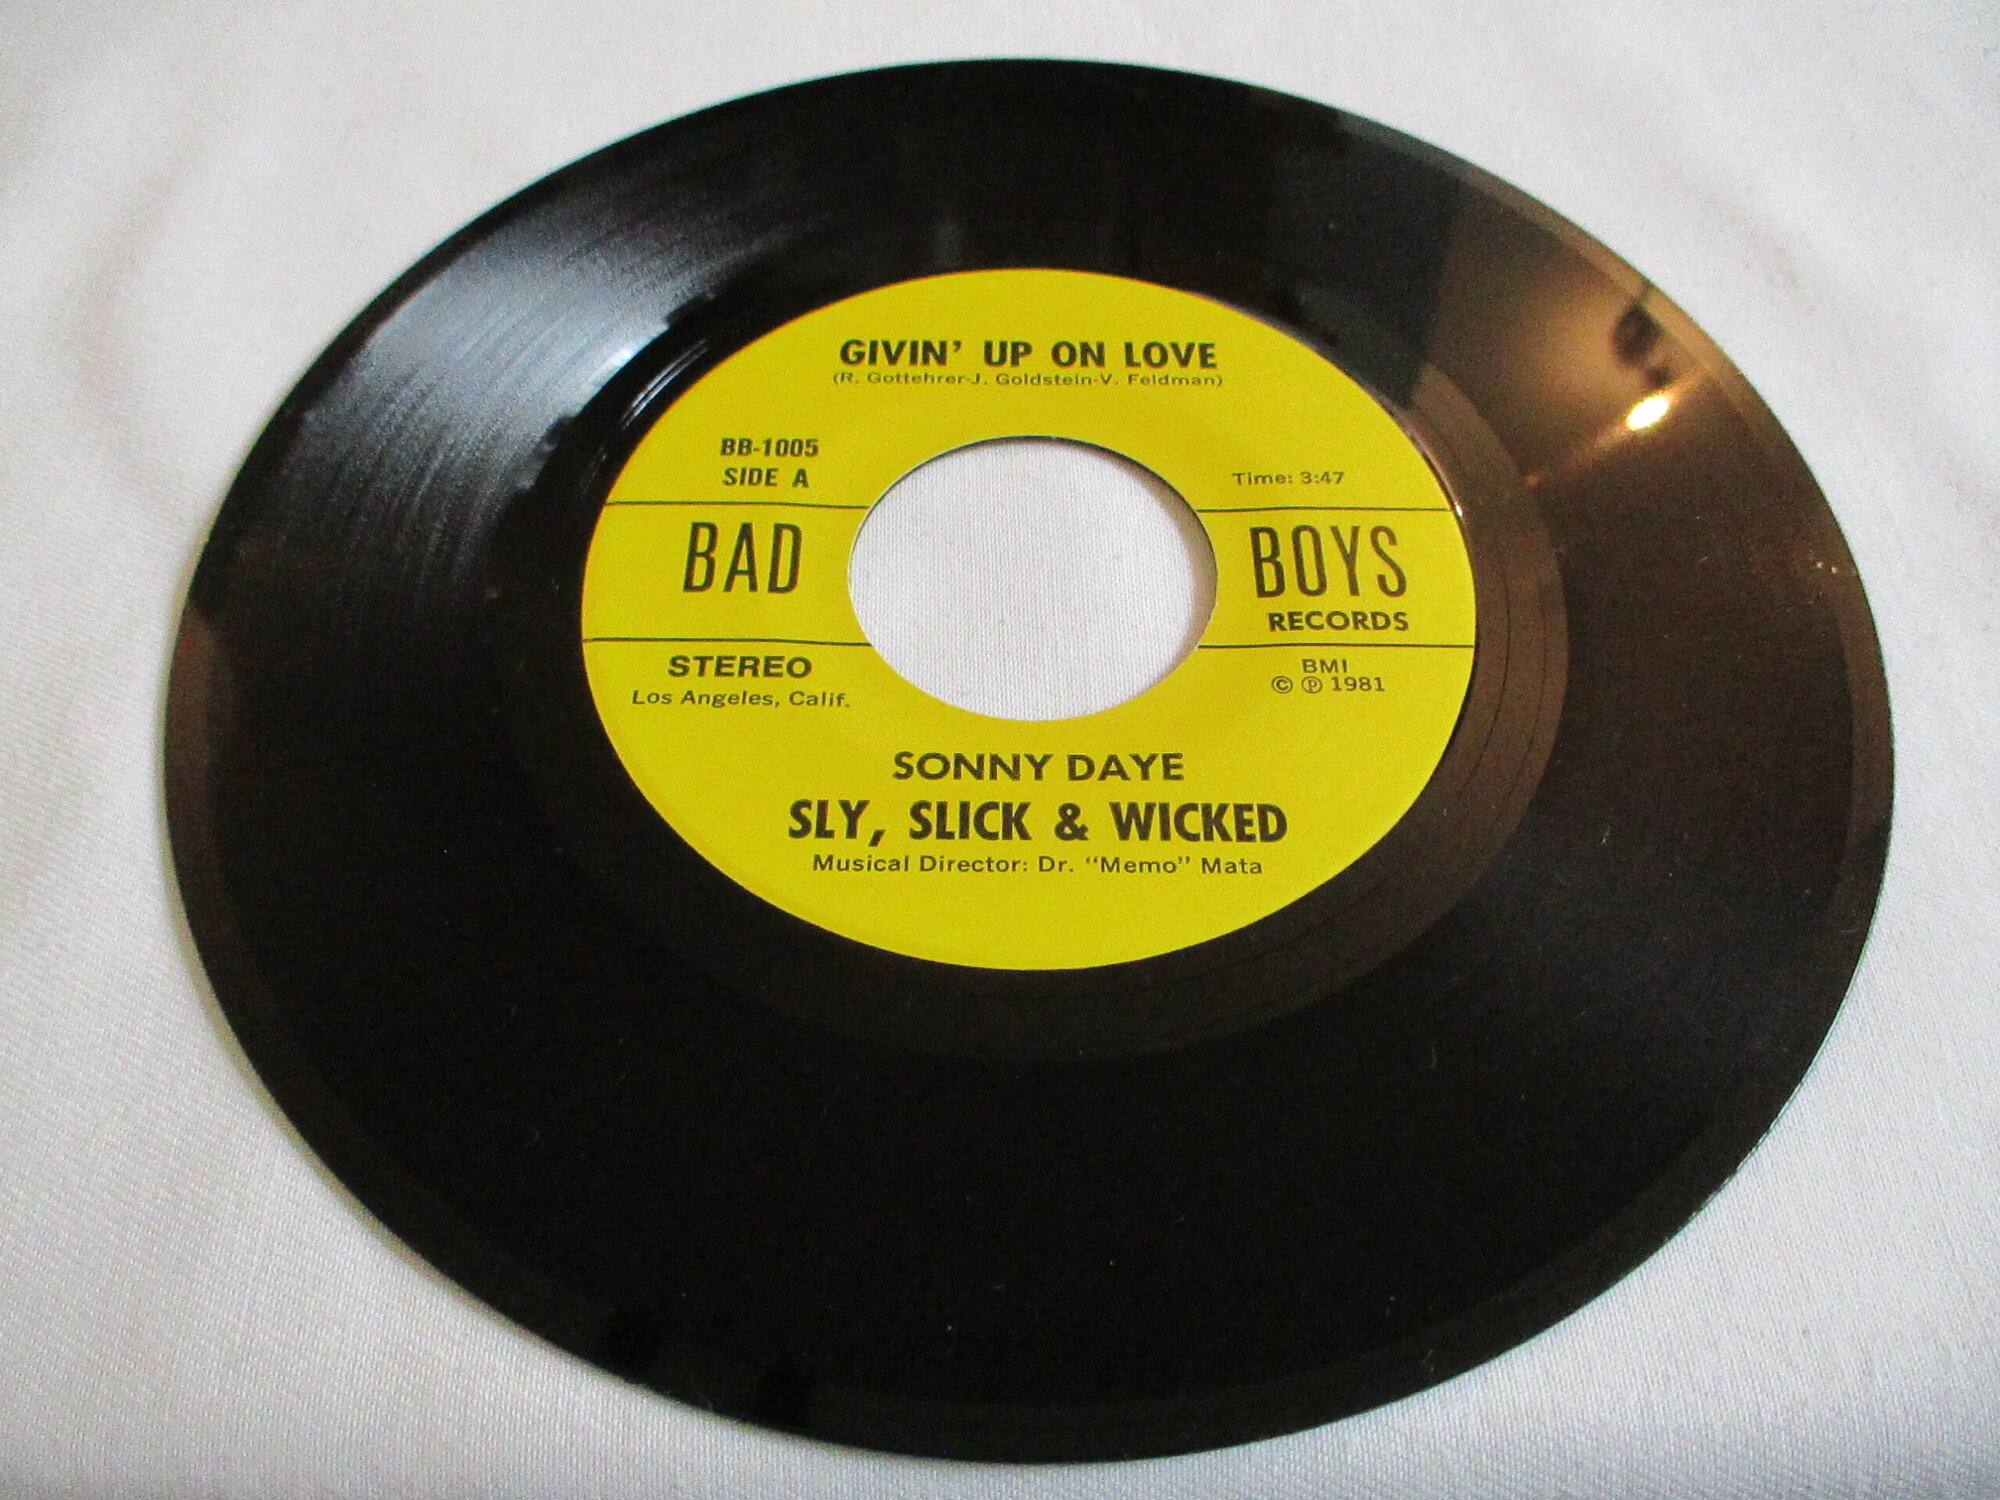 GIVIN' UP ON LOVE
(R. Gottehrer-J. Goldstein-V. Feldman)
BB-1005
SIDE A
Time: 3:47
BAD BOYS
RECORDS
STEREO
Los Angeles, Calif.
BMI
© ℗ 1981
SONNY DAYE
SLY, SLICK & WICKED
Musical Director: Dr. "Memo" Mata